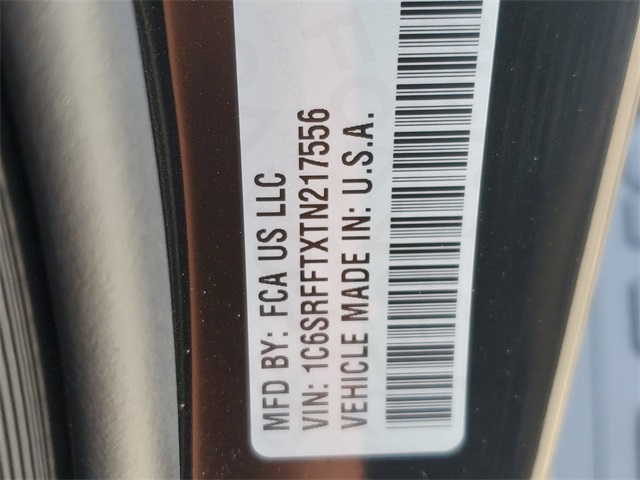 MFD BY: FCA US LLC
VIN: 1C6SRFFTXTN217556
VEHICLE MADE IN: U.S.A.